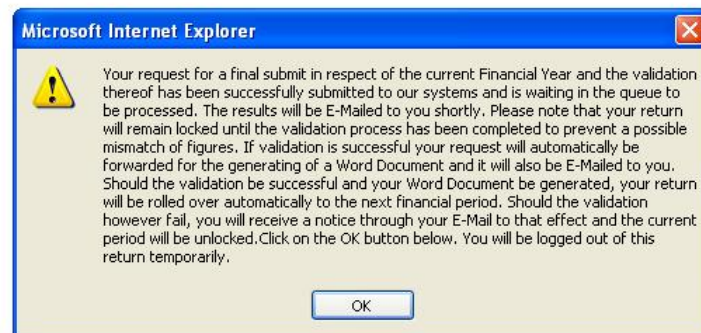 Microsoft Internet Explorer
Your request for a final submit in respect of the current Financial Year and the validation
thereof has been successfully submitted to our systems and is waiting in the queue to
be processed. The results will be E-Mailed to you shortly. Please note that your return
will remain locked until the validation process has been completed to prevent a possible
mismatch of figures. If validation is successful your request will automatically be
forwarded for the generating of a Word Document and it will also be E-Mailed to you.
Should the validation be successful and your Word Document be generated, your return
will be rolled over automatically to the next financial period. Should the validation
however fail, you will receive a notice through your E-Mail to that effect and the current
period will be unlocked.Click on the OK button below. You will be logged out of this
return temporarily.
OK